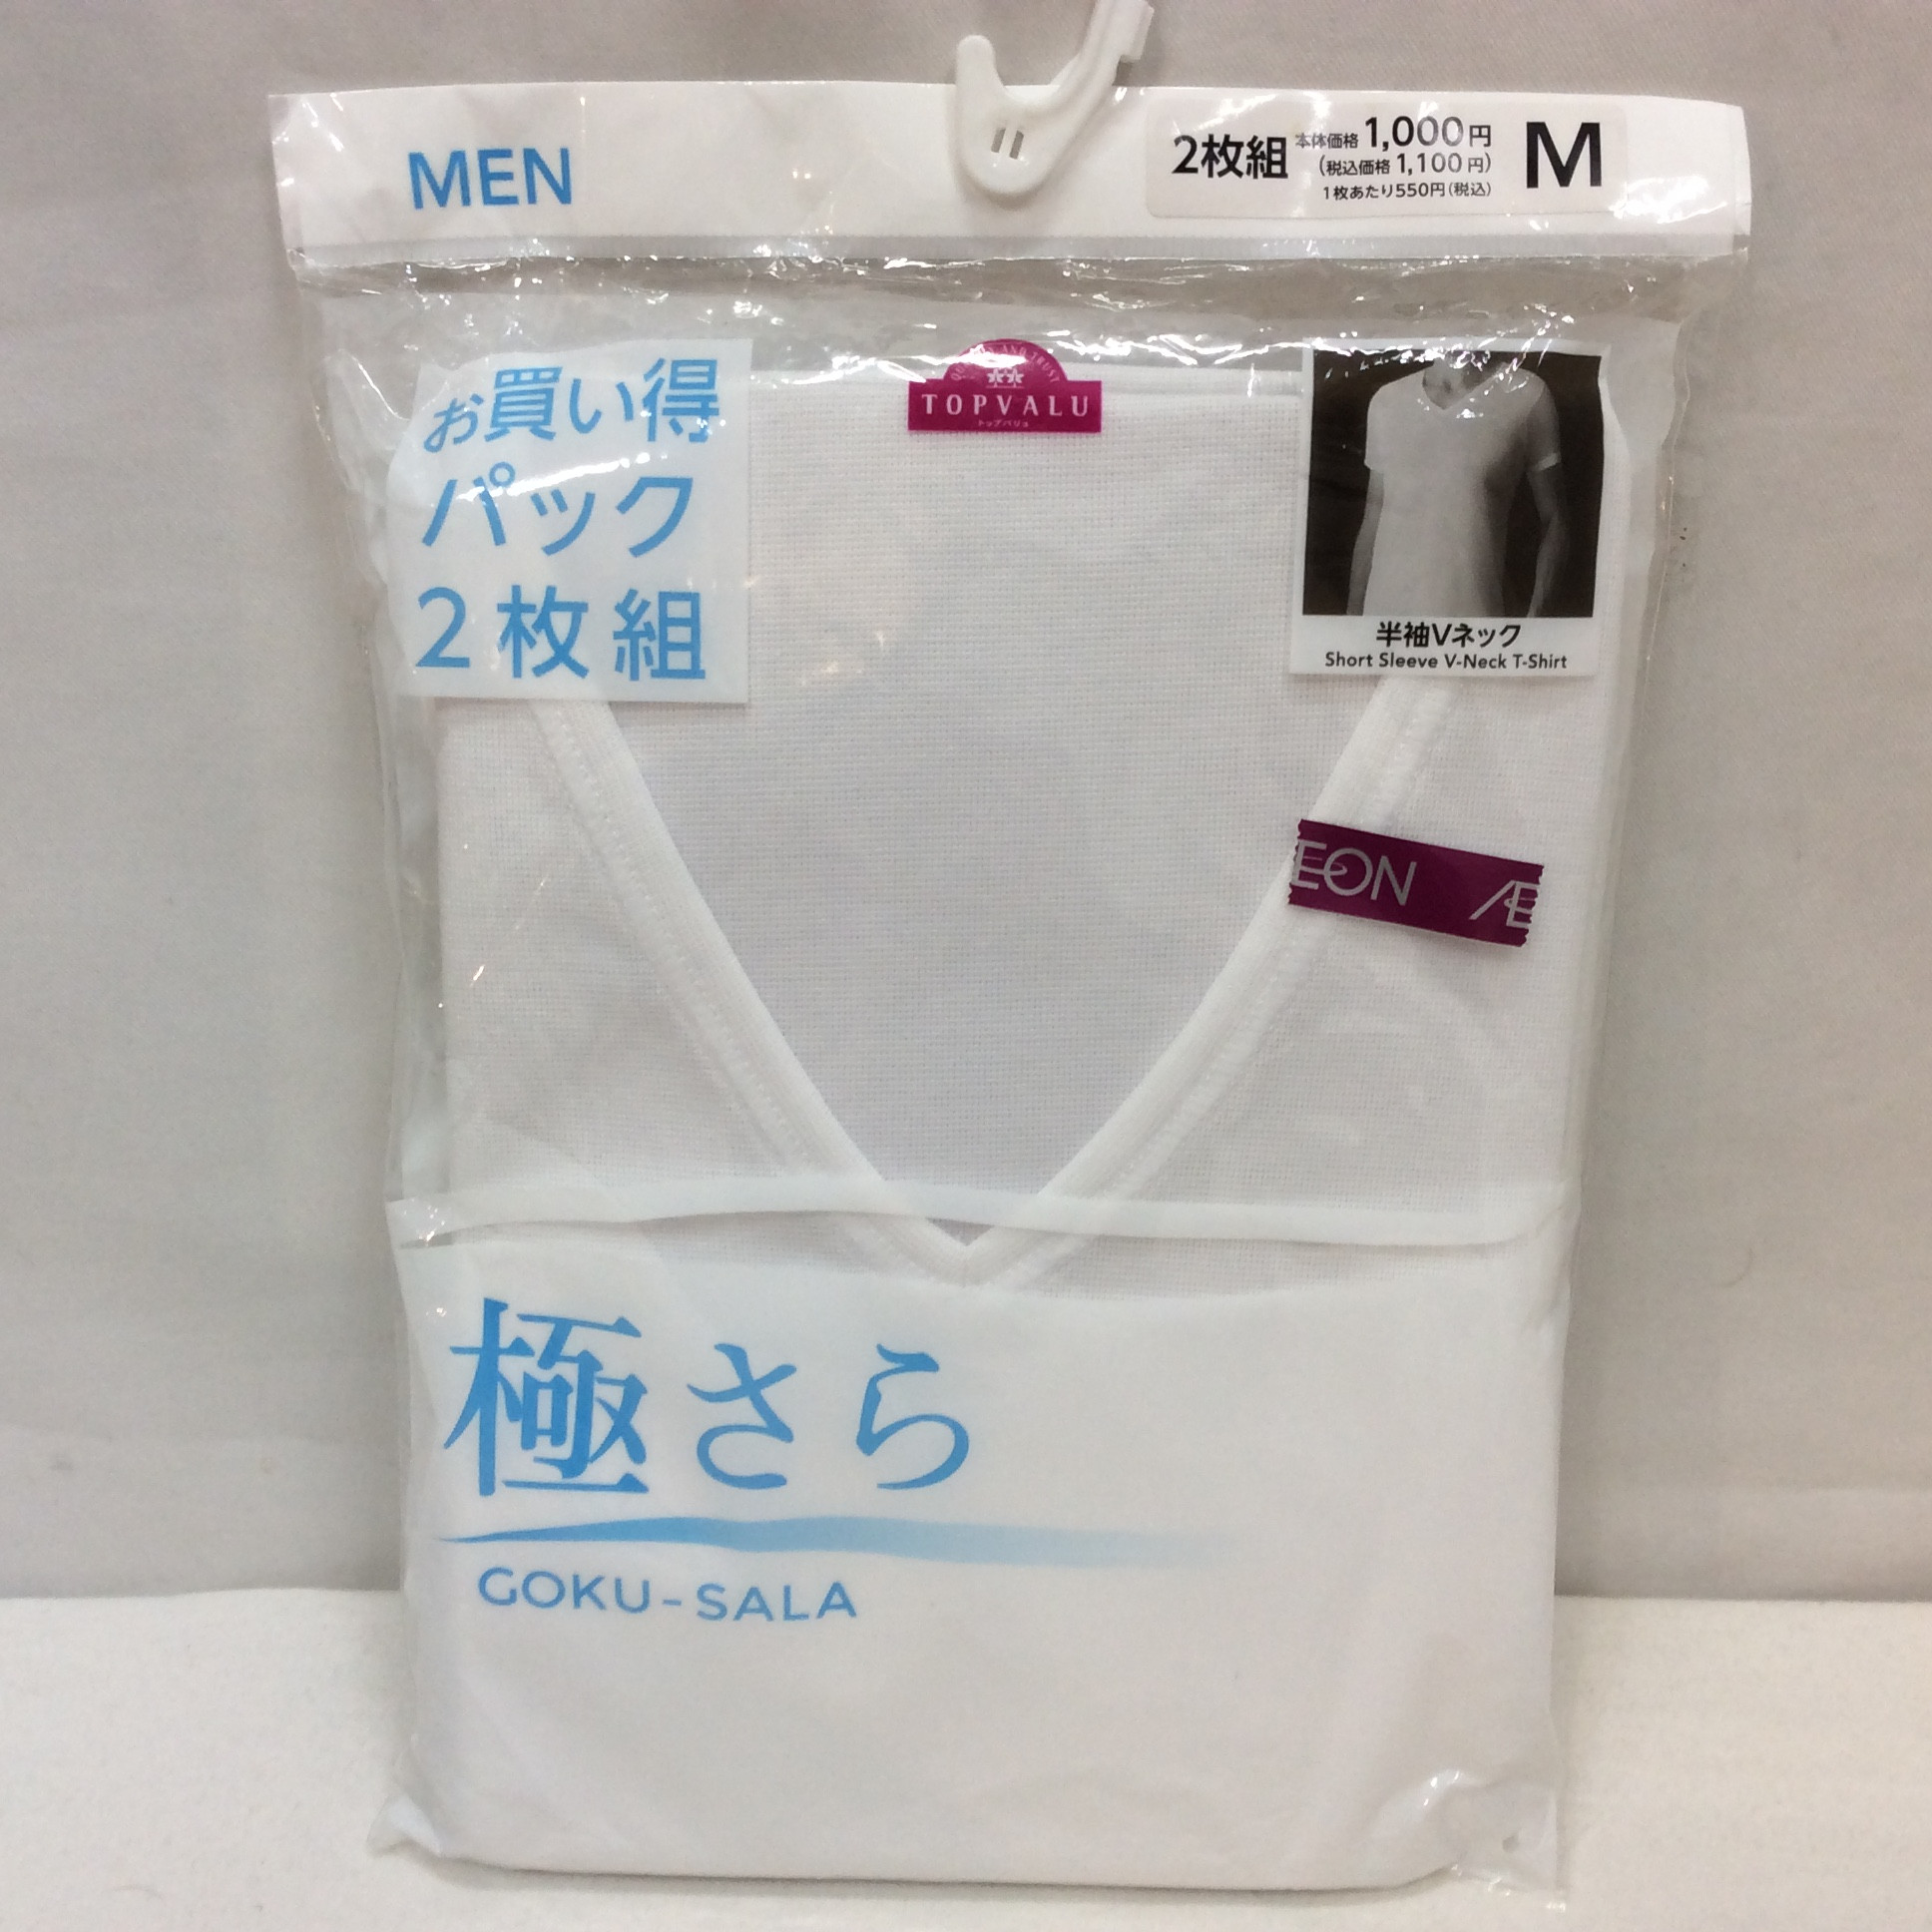 MEN
2枚組 本体価格 1,000円
(税込価格 1,100円)
1枚あたり550円(税込)
M
お買い得
パック
2枚組
AND TRUST
TOPVALU
トップバリュ
半袖Vネック
Short Sleeve V-Neck T-Shirt
EON Æ
極さら
GOKU-SALA